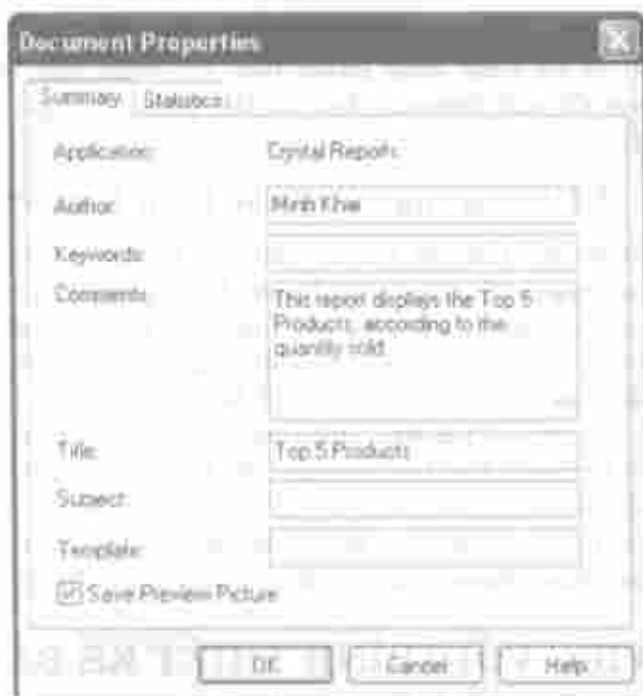 Document Properties
Summary Statistics
Application: Crystal Reports
Author: Minh Khai
Keywords:
Comments: This report displays the Top 5
Products, according to the
quantity sold.
Title: Top 5 Products
Subject:
Template:
Save Preview Picture
OK Cancel Help